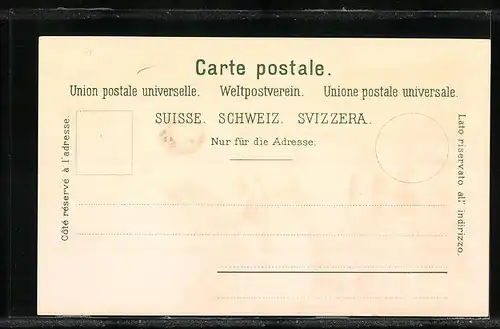 Carte postale.
Union postale universelle. Weltpostverein. Unione postale universale.
SUISSE. SCHWEIZ. SVIZZERA.
Nur für die Adresse.
Côté réservé à l'adresse.
Lato riservato all' indirizzo.